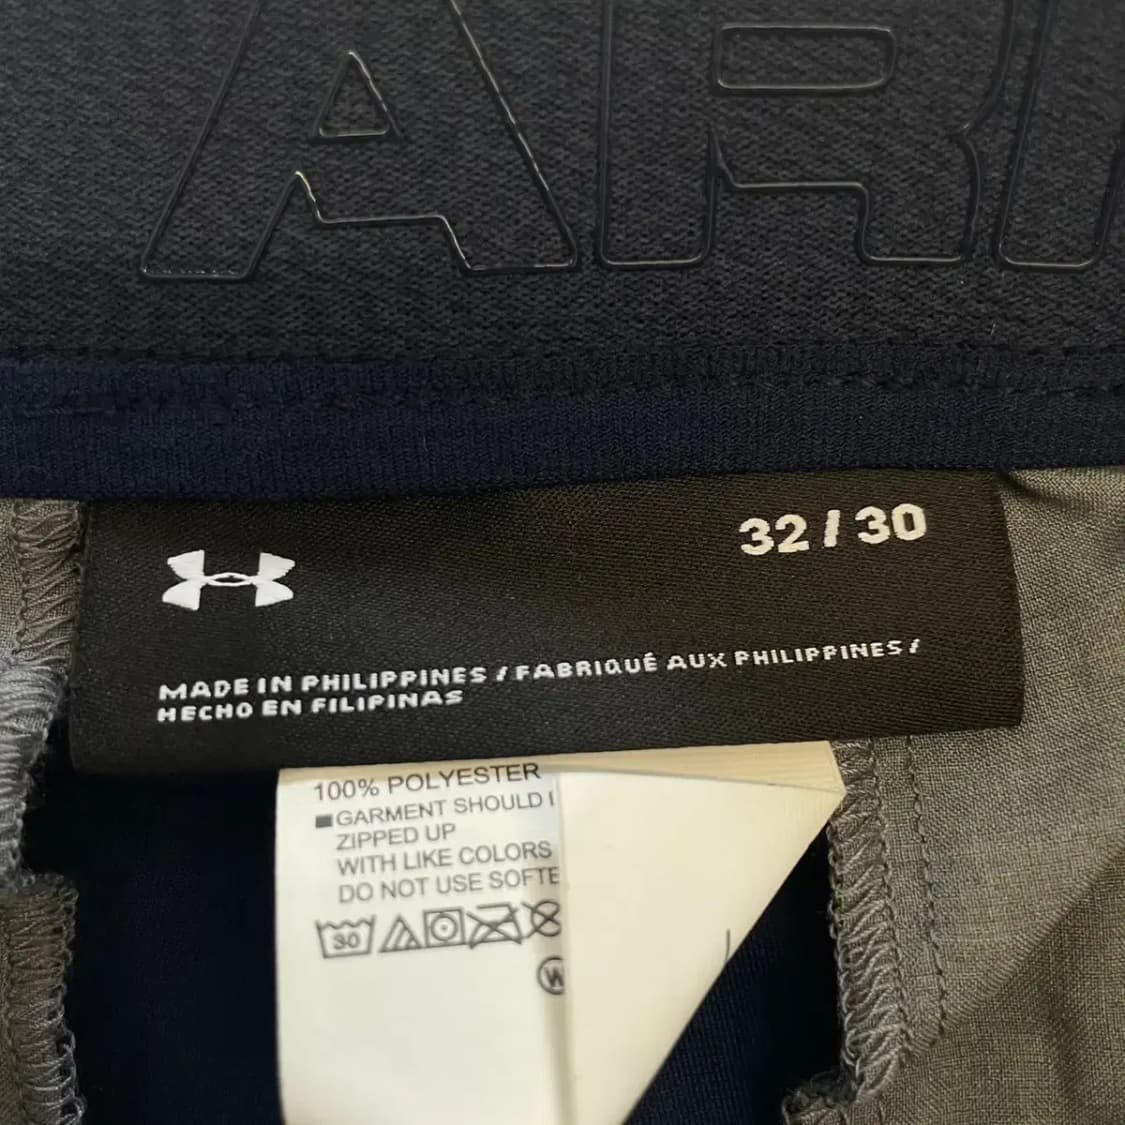 AR
32 / 30
MADE IN PHILIPPINES / FABRIQUÉ AUX PHILIPPINES /
HECHO EN FILIPINAS
100% POLYESTER
GARMENT SHOULD
ZIPPED UP
WITH LIKE COLORS
DO NOT USE SOFTE
30
W